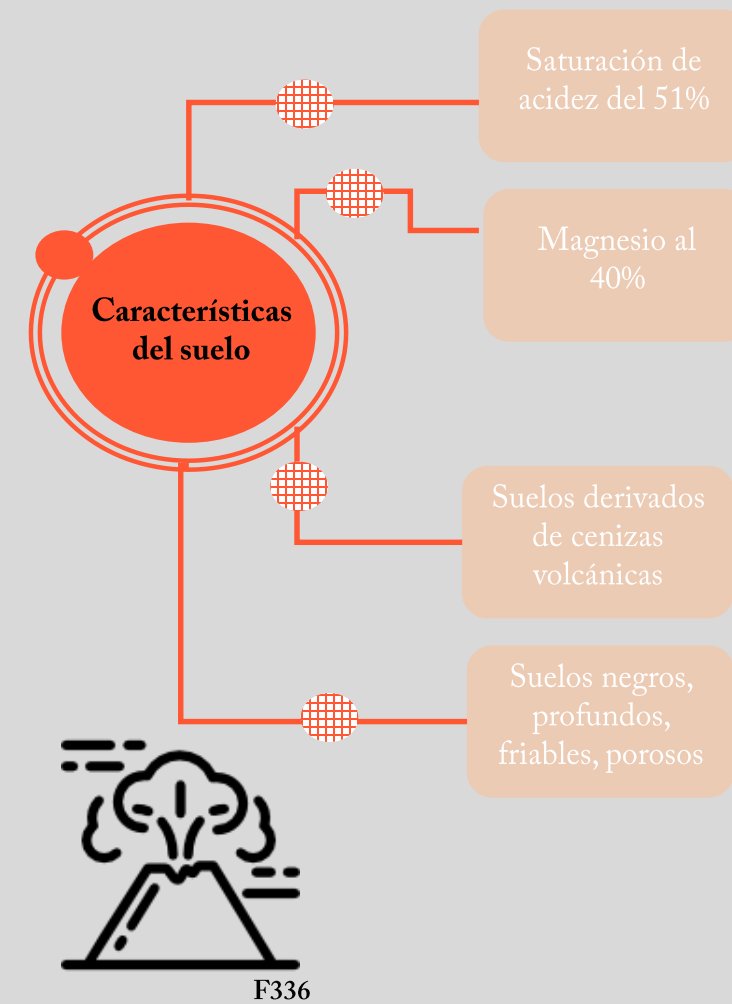 Saturación de
acidez del 51%
Magnesio al
40%
Características
del suelo
Suelos derivados
de cenizas
volcánicas
Suelos negros,
profundos,
friables, porosos
F336